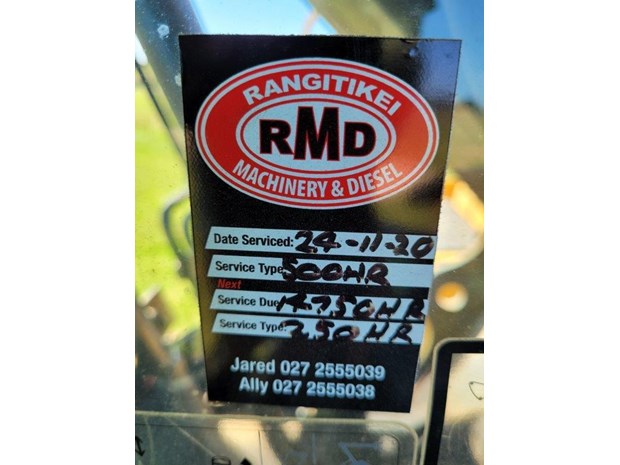 RANGITIKEI
RMD
MACHINERY & DIESEL
Date Serviced: 24-11-20
Service Type: 500HR
Next
Service Due: 14750HR
Service Type: 250HR
Jared 027 2555039
Ally 027 2555038